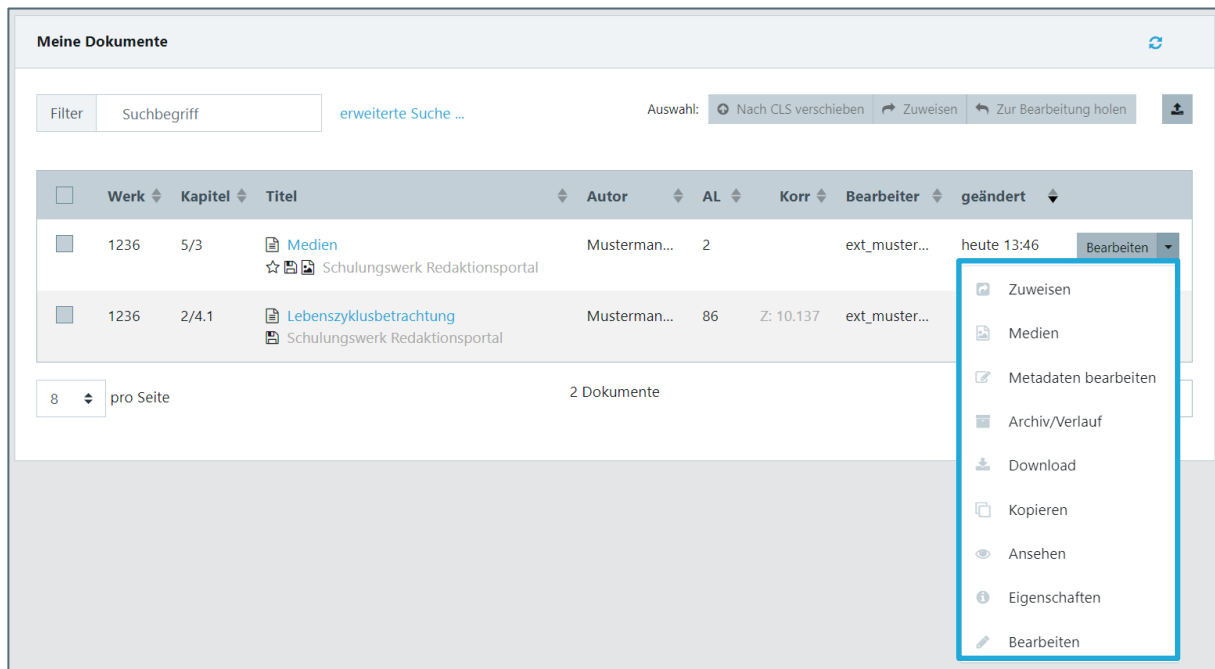 Meine Dokumente
Filter Suchbegriff erweiterte Suche ... Auswahl: Nach CLS verschieben Zuweisen Zur Bearbeitung holen
Werk Kapitel Titel Autor AL Korr Bearbeiter geändert
1236 5/3 Medien Musterman... 2 ext_muster... heute 13:46 Bearbeiten
Schulungswerk Redaktionsportal
1236 2/4.1 Lebenszyklusbetrachtung Musterman... 86 Z: 10.137 ext_muster...
Schulungswerk Redaktionsportal
8 pro Seite 2 Dokumente
Zuweisen
Medien
Metadaten bearbeiten
Archiv/Verlauf
Download
Kopieren
Ansehen
Eigenschaften
Bearbeiten